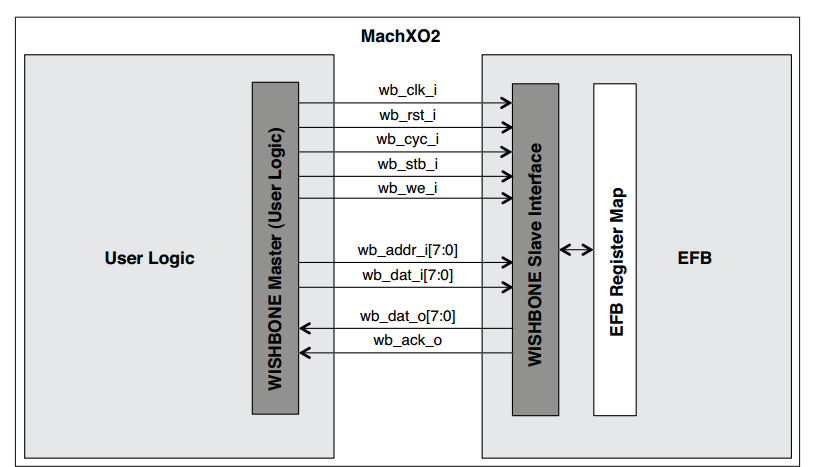 MachXO2
User Logic
WISHBONE Master (User Logic)
wb_clk_i
wb_rst_i
wb_cyc_i
wb_stb_i
wb_we_i
wb_addr_i[7:0]
wb_dat_i[7:0]
wb_dat_o[7:0]
wb_ack_o
WISHBONE Slave Interface
EFB Register Map
EFB